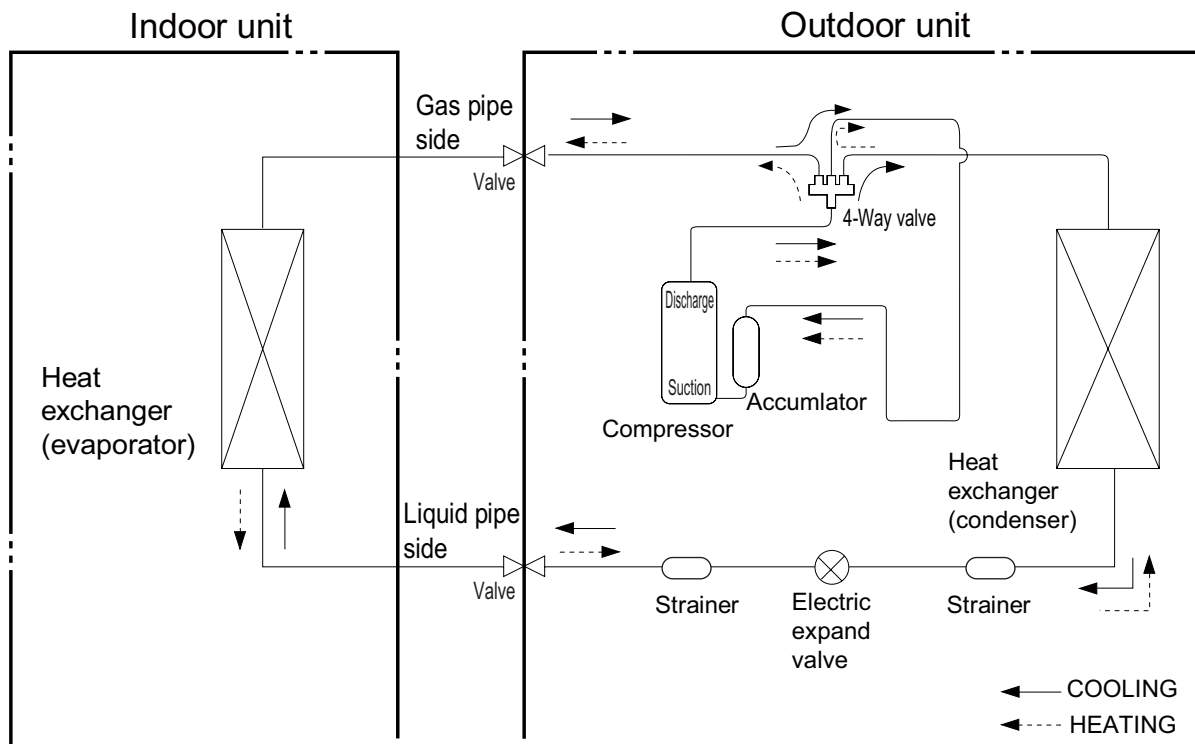 Indoor unit
Outdoor unit
Gas pipe
side
Valve
4-Way valve
Discharge
Suction
Compressor
Accumlator
Heat
exchanger
(evaporator)
Heat
exchanger
(condenser)
Liquid pipe
side
Valve
Strainer
Electric
expand
valve
Strainer
COOLING
HEATING